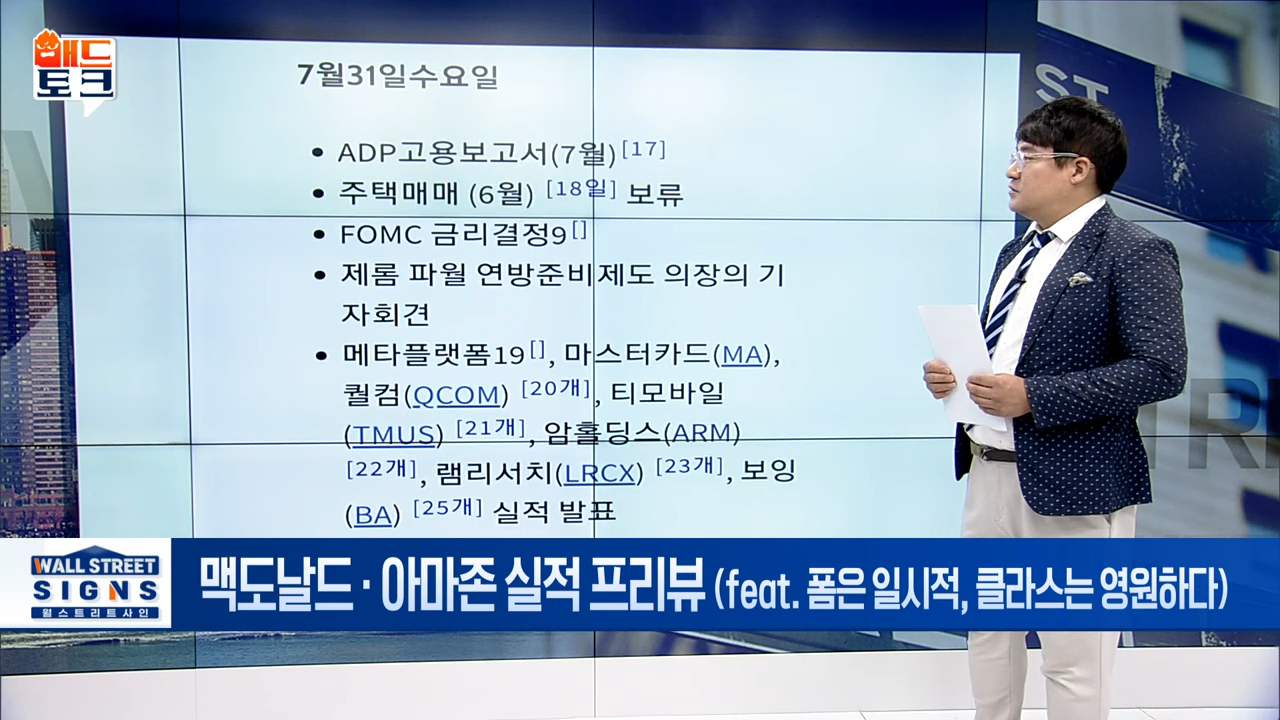 매드
토크
7월31일수요일
• ADP고용보고서(7월)[17]
• 주택매매 (6월) [18일] 보류
• FOMC 금리결정9[]
• 제롬 파월 연방준비제도 의장의 기
자회견
• 메타플랫폼19[], 마스터카드(MA),
퀄컴(QCOM) [20개], 티모바일
(TMUS) [21개], 암홀딩스(ARM)
[22개], 램리서치(LRCX) [23개], 보잉
(BA) [25개] 실적 발표
ST
TRE
WALL STREET
SIGNS
월스트리트사인
맥도날드·아마존 실적 프리뷰 (feat. 폼은 일시적, 클라스는 영원하다)